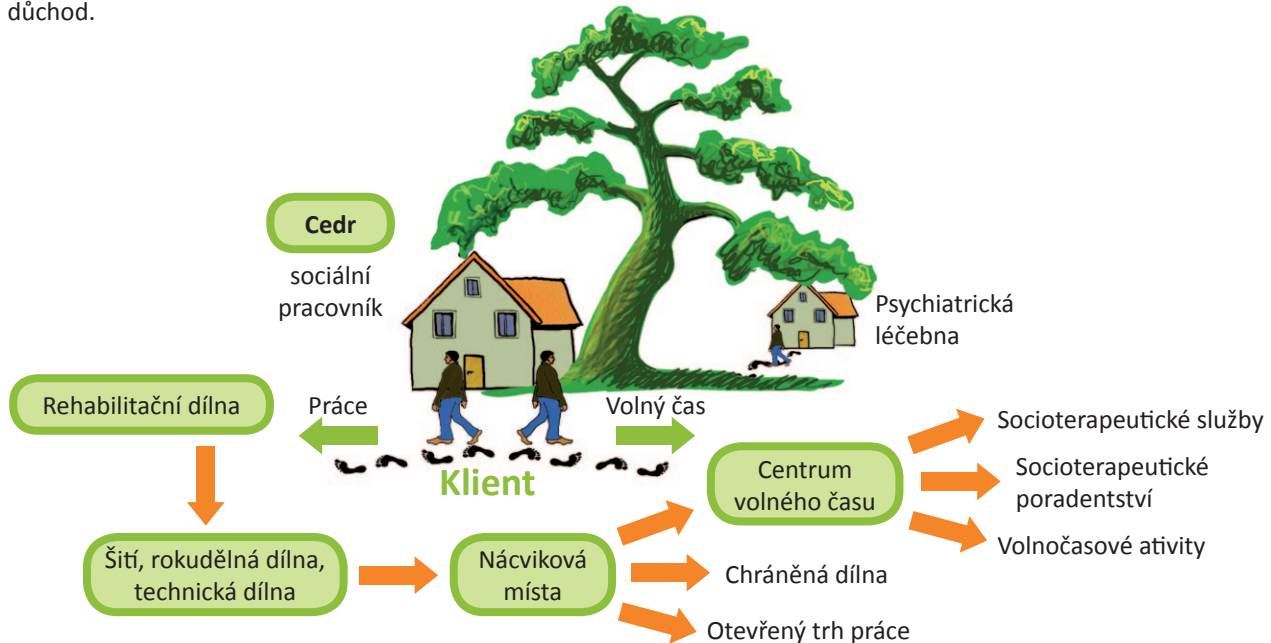 důchod.
Cedr
sociální
pracovník
Psychiatrická
léčebna
Rehabilitační dílna
Práce
Volný čas
Klient
Centrum
volného času
Socioterapeutické služby
Socioterapeutické
poradentství
Volnočasové ativity
Šití, rokudělná dílna,
technická dílna
Nácviková
místa
Chráněná dílna
Otevřený trh práce